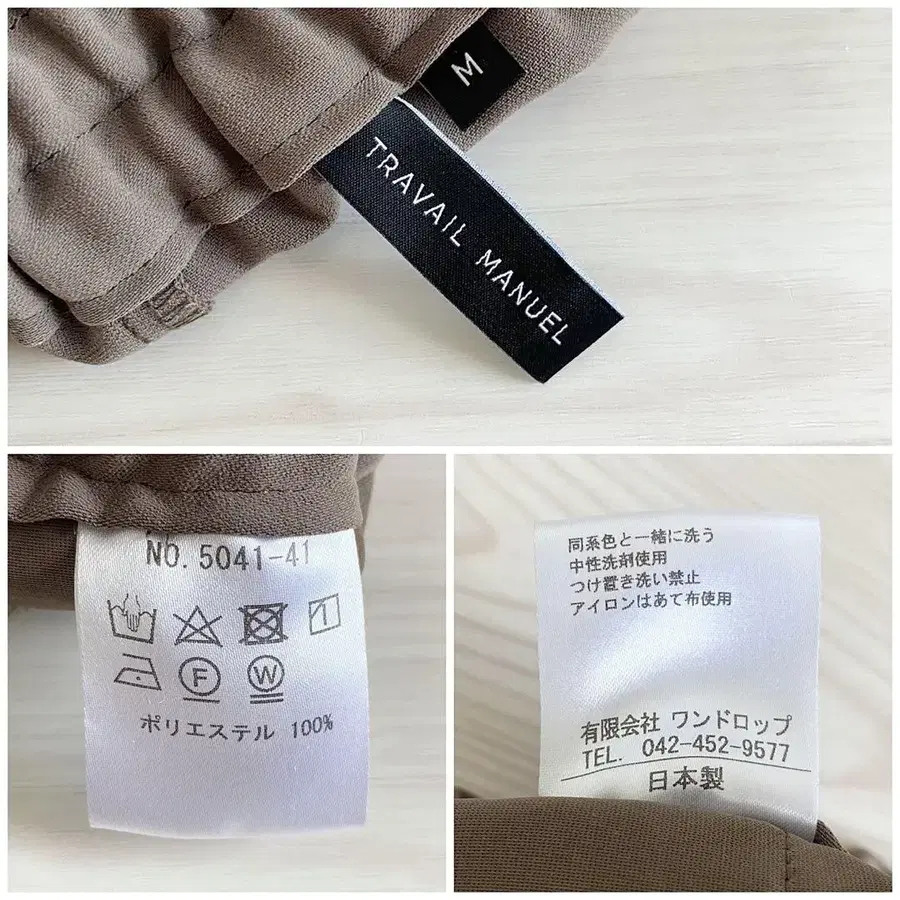 M
TRAVAIL MANUEL
NO. 5041-41
F
W
ポリエステル 100%
同系色と一緒に洗う
中性洗剤使用
つけ置き洗い禁止
アイロンはあて布使用
有限会社 ワンドロップ
TEL. 042-452-9577
日本製